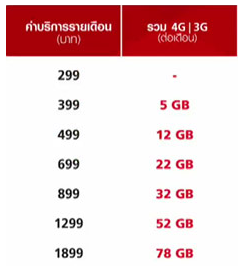 ค่าบริการรายเดือน รวม 4G | 3G
(บาท) (ต่อเดือน)
299 -
399 5 GB
499 12 GB
699 22 GB
899 32 GB
1299 52 GB
1899 78 GB